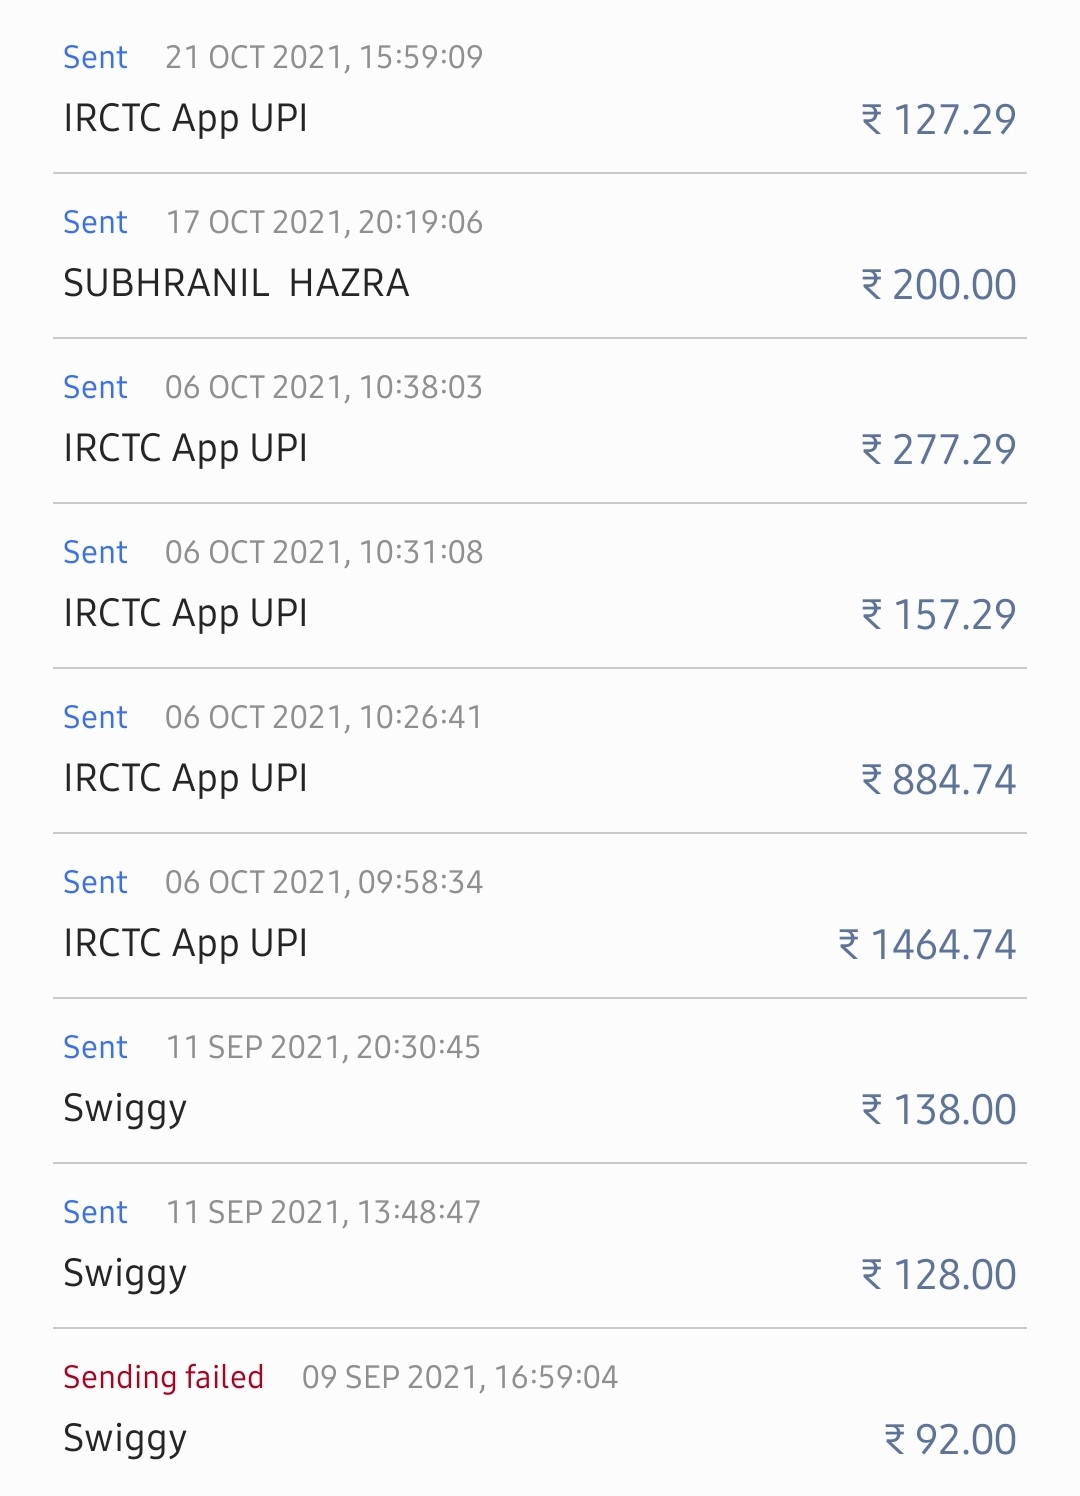 Sent 21 OCT 2021, 15:59:09
IRCTC App UPI ₹ 127.29
Sent 17 OCT 2021, 20:19:06
SUBHRANIL  HAZRA ₹ 200.00
Sent 06 OCT 2021, 10:38:03
IRCTC App UPI ₹ 277.29
Sent 06 OCT 2021, 10:31:08
IRCTC App UPI ₹ 157.29
Sent 06 OCT 2021, 10:26:41
IRCTC App UPI ₹ 884.74
Sent 06 OCT 2021, 09:58:34
IRCTC App UPI ₹ 1464.74
Sent 11 SEP 2021, 20:30:45
Swiggy ₹ 138.00
Sent 11 SEP 2021, 13:48:47
Swiggy ₹ 128.00
Sending failed 09 SEP 2021, 16:59:04
Swiggy ₹ 92.00